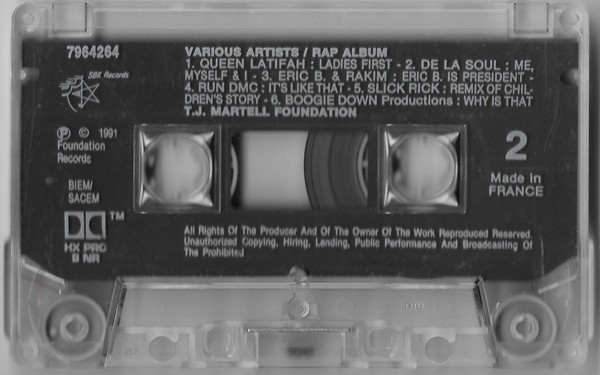 7964264
SBK Records
VARIOUS ARTISTS / RAP ALBUM
1. QUEEN LATIFAH : LADIES FIRST - 2. DE LA SOUL : ME,
MYSELF & I - 3. ERIC B. & RAKIM : ERIC B. IS PRESIDENT -
4. RUN DMC : IT'S LIKE THAT - 5. SLICK RICK : REMIX OF CHIL-
DREN'S STORY - 6. BOOGIE DOWN Productions : WHY IS THAT
T.J. MARTELL FOUNDATION
Ⓟ © 1991
Foundation
Records
BIEM/
SACEM
TM
HX PRO
B NR
2
Made in
FRANCE
All Rights Of The Producer And Of The Owner Of The Work Reproduced Reserved.
Unauthorized Copying, Hiring, Lending, Public Performance And Broadcasting Of
The Prohibited